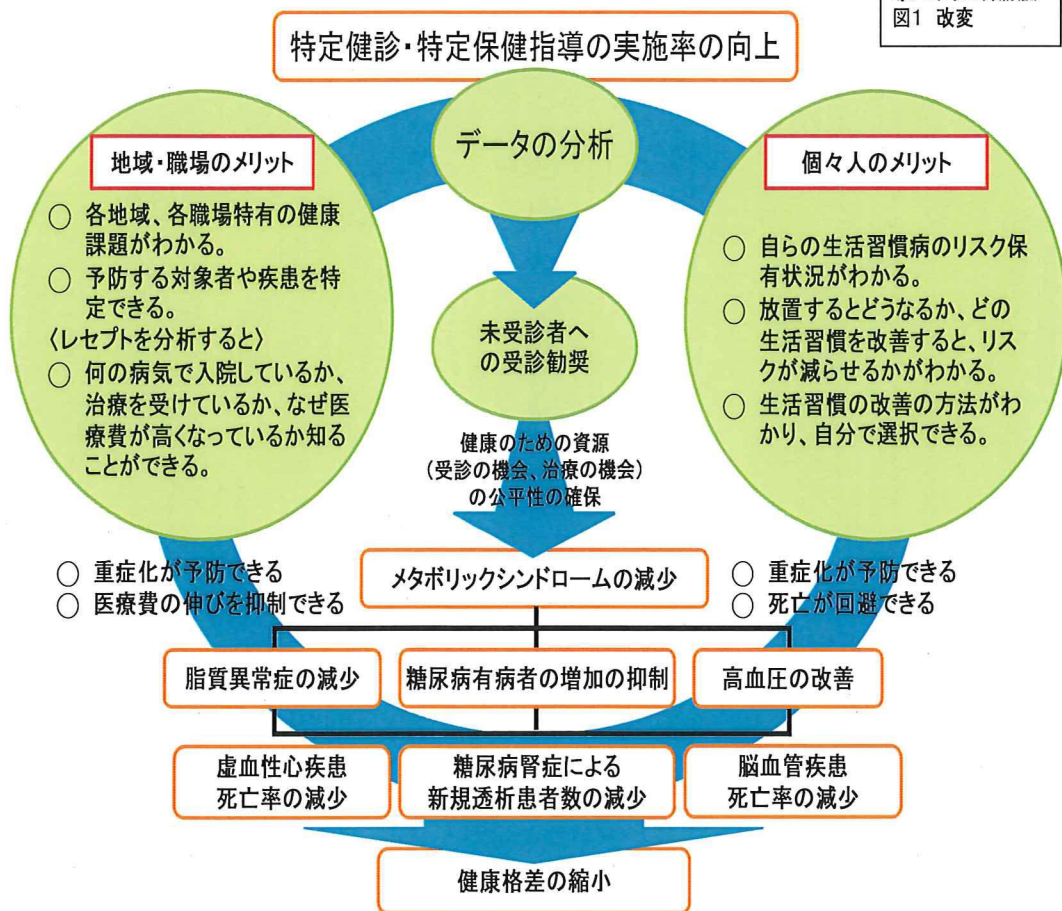 図1 改変
特定健診・特定保健指導の実施率の向上
データの分析
地域・職場のメリット
○ 各地域、各職場特有の健康
課題がわかる。
○ 予防する対象者や疾患を特
定できる。
〈レセプトを分析すると〉
○ 何の病気で入院しているか、
治療を受けているか、なぜ医
療費が高くなっているか知る
ことができる。
○ 重症化が予防できる
○ 医療費の伸びを抑制できる
未受診者へ
の受診勧奨
健康のための資源
(受診の機会、治療の機会)
の公平性の確保
個々人のメリット
○ 自らの生活習慣病のリスク保
有状況がわかる。
○ 放置するとどうなるか、どの
生活習慣を改善すると、リス
クが減らせるかがわかる。
○ 生活習慣の改善の方法がわ
かり、自分で選択できる。
○ 重症化が予防できる
○ 死亡が回避できる
メタボリックシンドロームの減少
脂質異常症の減少
糖尿病有病者の増加の抑制
高血圧の改善
虚血性心疾患
死亡率の減少
糖尿病腎症による
新規透析患者数の減少
脳血管疾患
死亡率の減少
健康格差の縮小